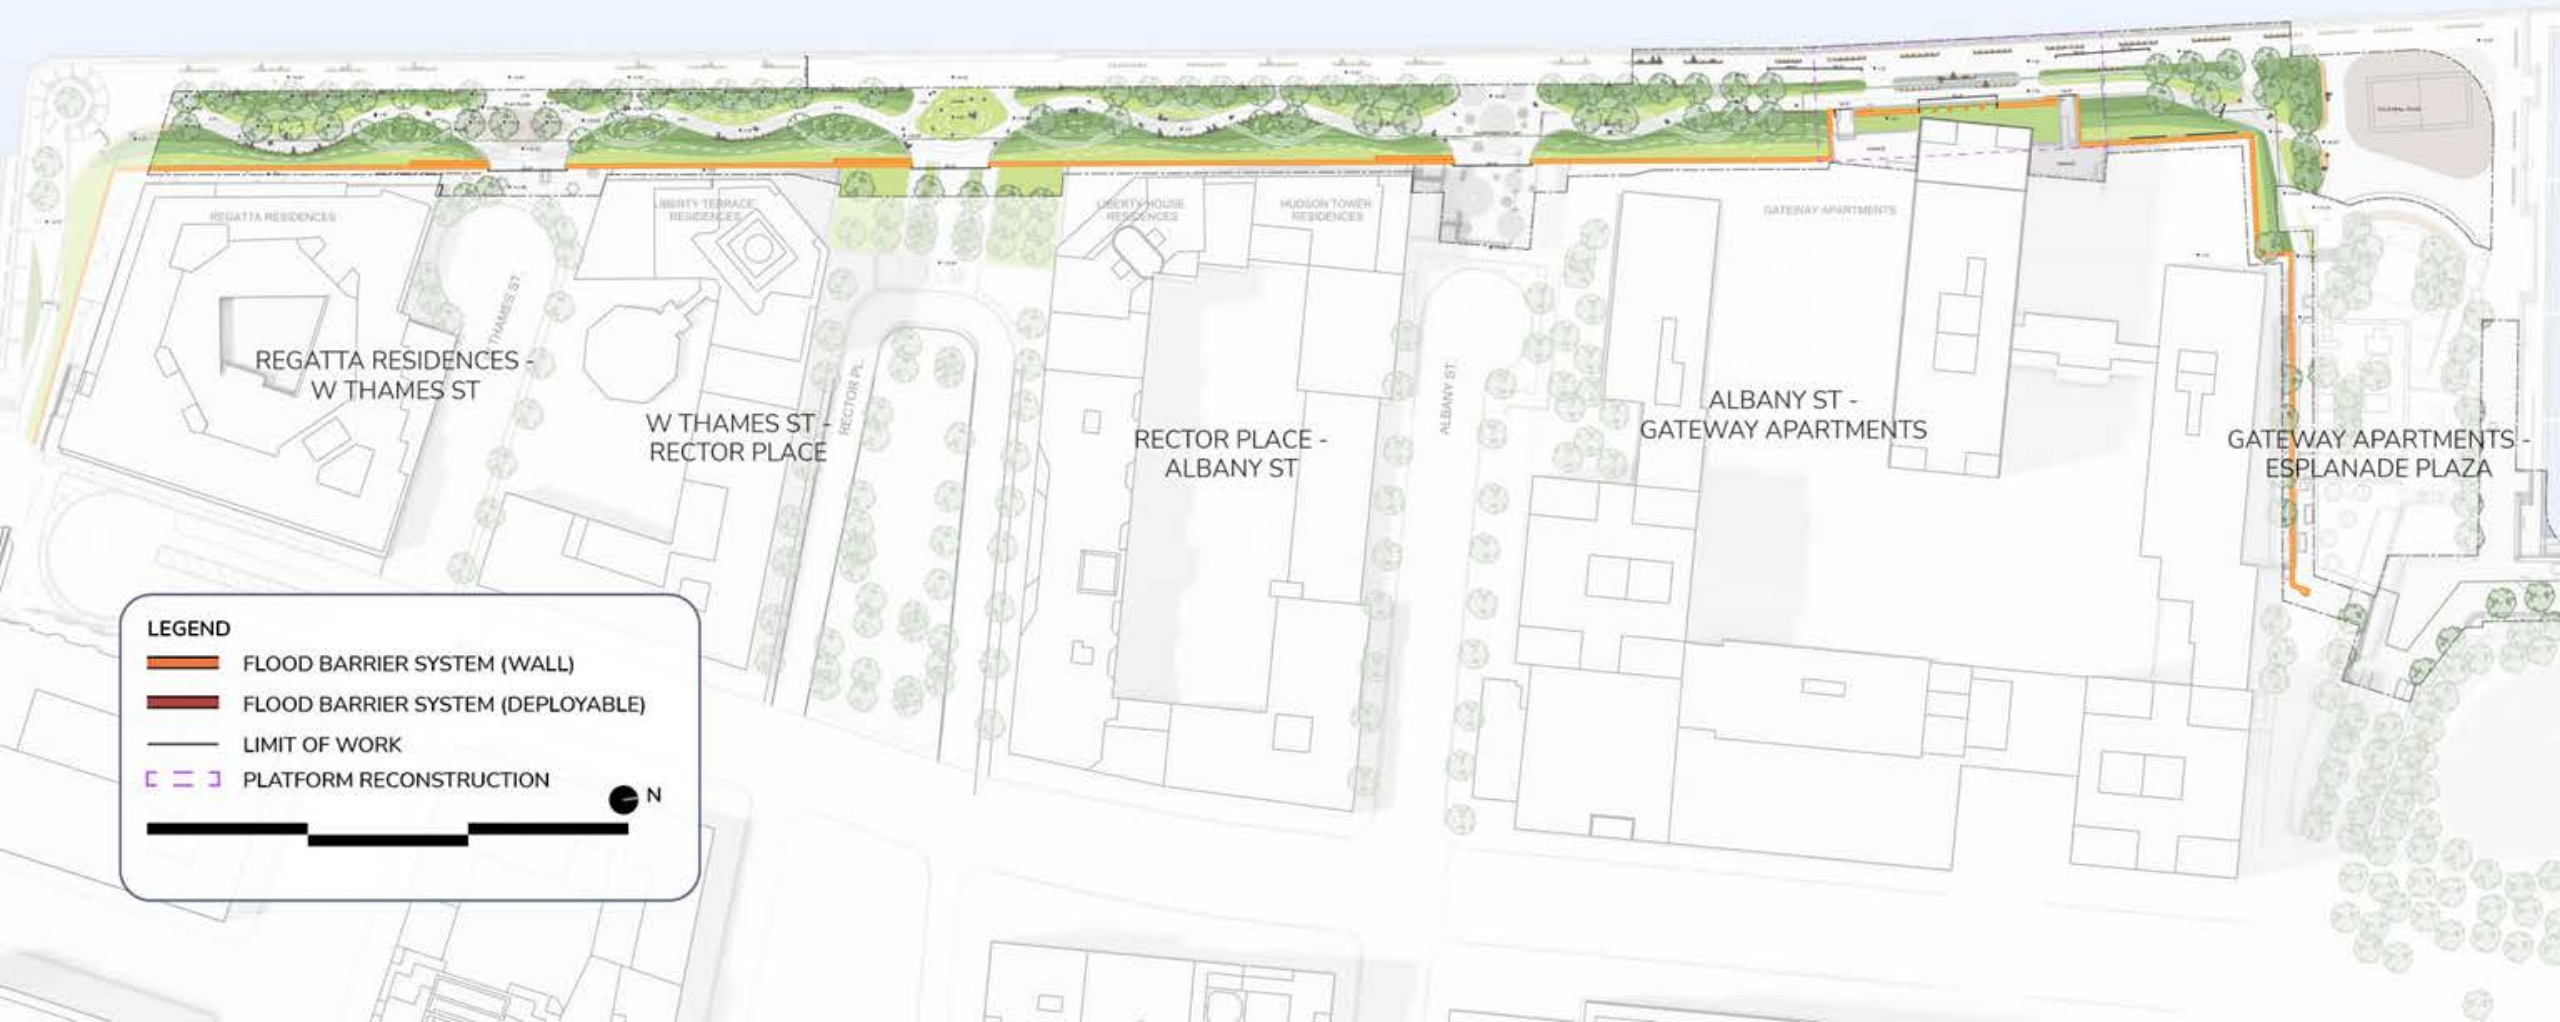 REGATTA RESIDENCES
LIBERTY TERRACE
RESIDENCES
LIBERTY HOUSE
RESIDENCES
HUDSON TOWER
RESIDENCES
GATEWAY APARTMENTS
THAMES ST.
RECTOR PL.
ALBANY ST.
REGATTA RESIDENCES -
W THAMES ST
W THAMES ST -
RECTOR PLACE
RECTOR PLACE -
ALBANY ST
ALBANY ST -
GATEWAY APARTMENTS
GATEWAY APARTMENTS -
ESPLANADE PLAZA
LEGEND
FLOOD BARRIER SYSTEM (WALL)
FLOOD BARRIER SYSTEM (DEPLOYABLE)
LIMIT OF WORK
PLATFORM RECONSTRUCTION
N